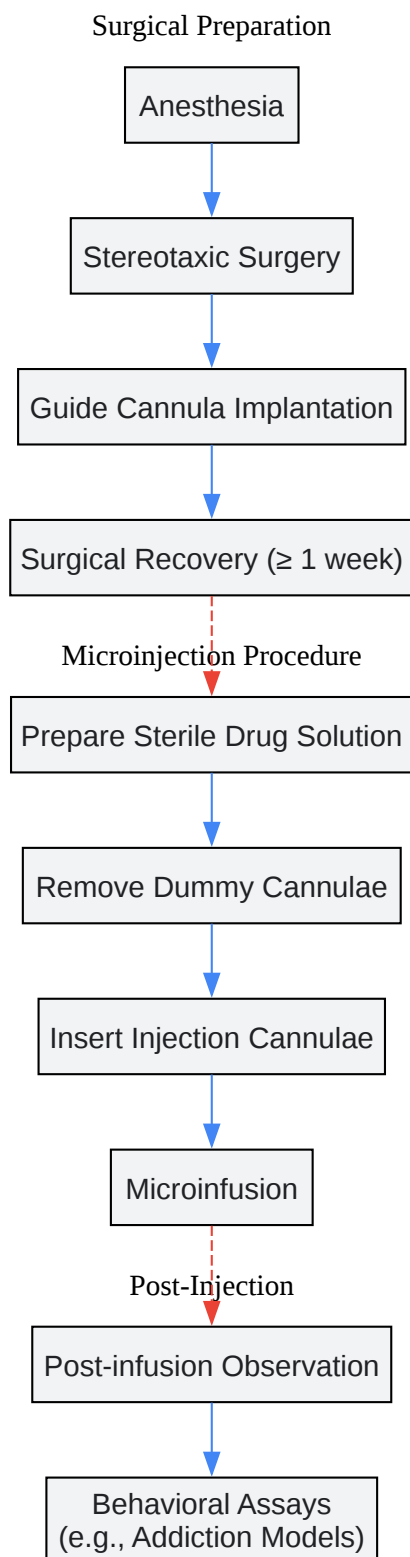 Surgical Preparation
Anesthesia
Stereotaxic Surgery
Guide Cannula Implantation
Surgical Recovery (≥ 1 week)
Microinjection Procedure
Prepare Sterile Drug Solution
Remove Dummy Cannulae
Insert Injection Cannulae
Microinfusion
Post-Injection
Post-infusion Observation
Behavioral Assays
(e.g., Addiction Models)